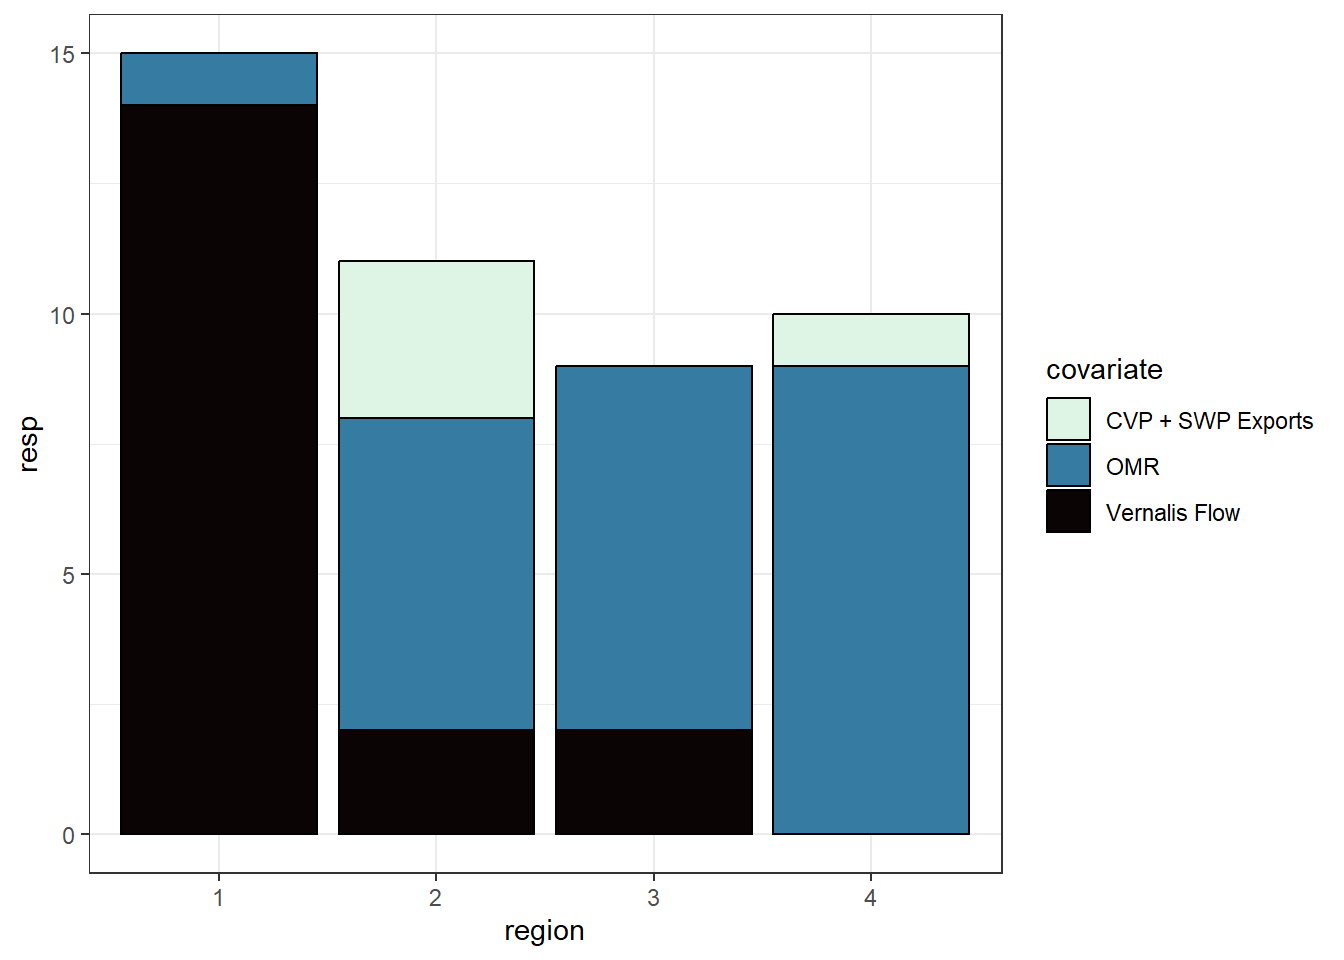 15
10
5
0
resp
1 2 3 4
region
covariate
CVP + SWP Exports
OMR
Vernalis Flow